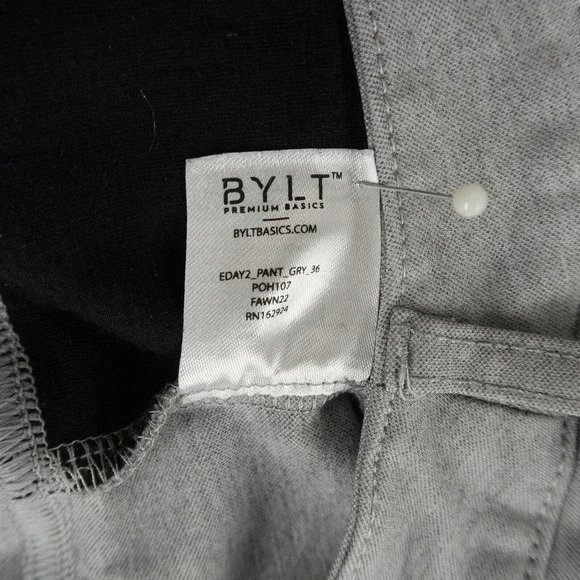 BYLT™
PREMIUM BASICS
BYLTBASICS.COM
EDAY2_PANT_GRY_36
POH107
FAWN22
RN162924